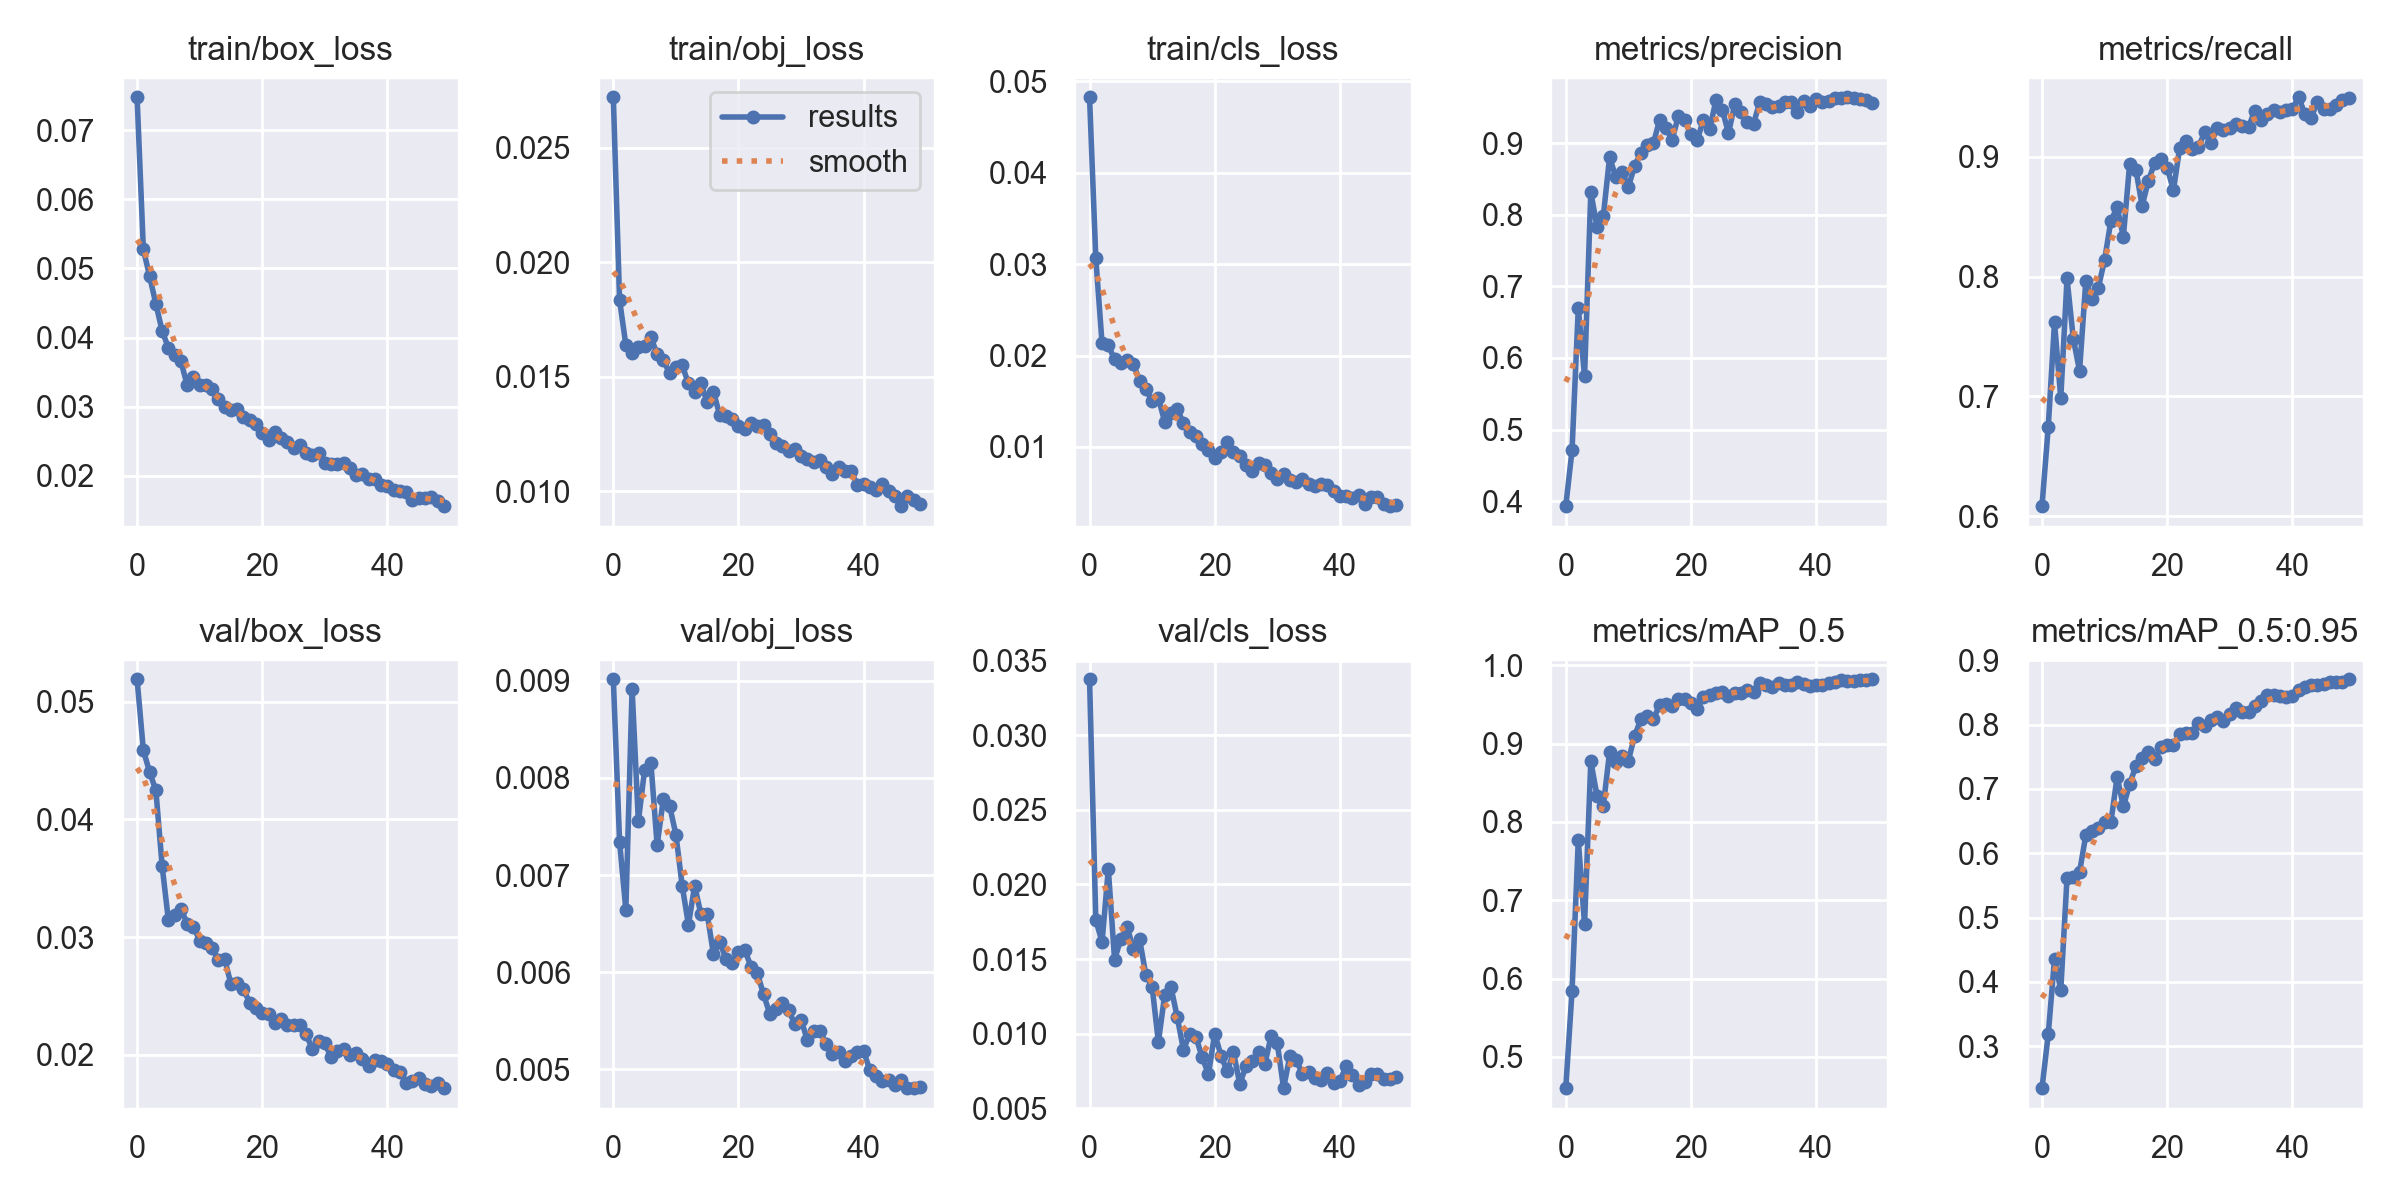 train/box_loss
0.07
0.06
0.05
0.04
0.03
0.02
0 20 40
train/obj_loss
results
smooth
0.025
0.020
0.015
0.010
0 20 40
train/cls_loss
0.05
0.04
0.03
0.02
0.01
0 20 40
metrics/precision
0.9
0.8
0.7
0.6
0.5
0.4
0 20 40
metrics/recall
0.9
0.8
0.7
0.6
0 20 40
val/box_loss
0.05
0.04
0.03
0.02
0 20 40
val/obj_loss
0.009
0.008
0.007
0.006
0.005
0 20 40
val/cls_loss
0.035
0.030
0.025
0.020
0.015
0.010
0.005
0 20 40
metrics/mAP_0.5
1.0
0.9
0.8
0.7
0.6
0.5
0 20 40
metrics/mAP_0.5:0.95
0.9
0.8
0.7
0.6
0.5
0.4
0.3
0 20 40